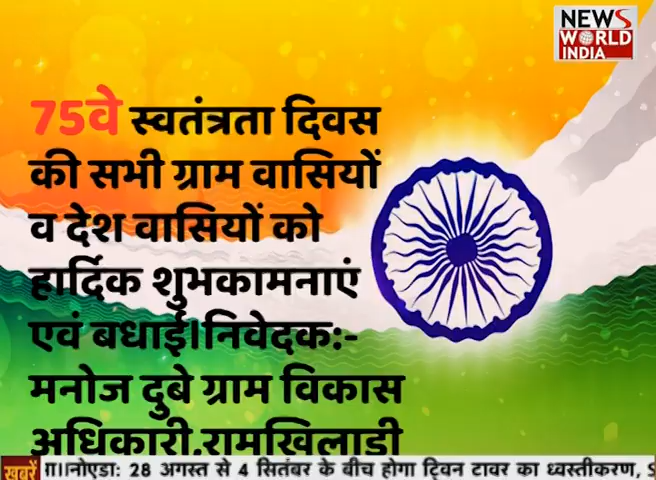 NEWS
WORLD
INDIA
75वे स्वतंत्रता दिवस
की सभी ग्राम वासियों
व देश वासियों को
हार्दिक शुभकामनाएं
एवं बधाई।निवेदक:-
मनोज दुबे ग्राम विकास
अधिकारी,रामखिलाडी
खबरें ग।।नोएडा: 28 अगस्त से 4 सितंबर के बीच होगा ट्विन टावर का ध्वस्तीकरण, S